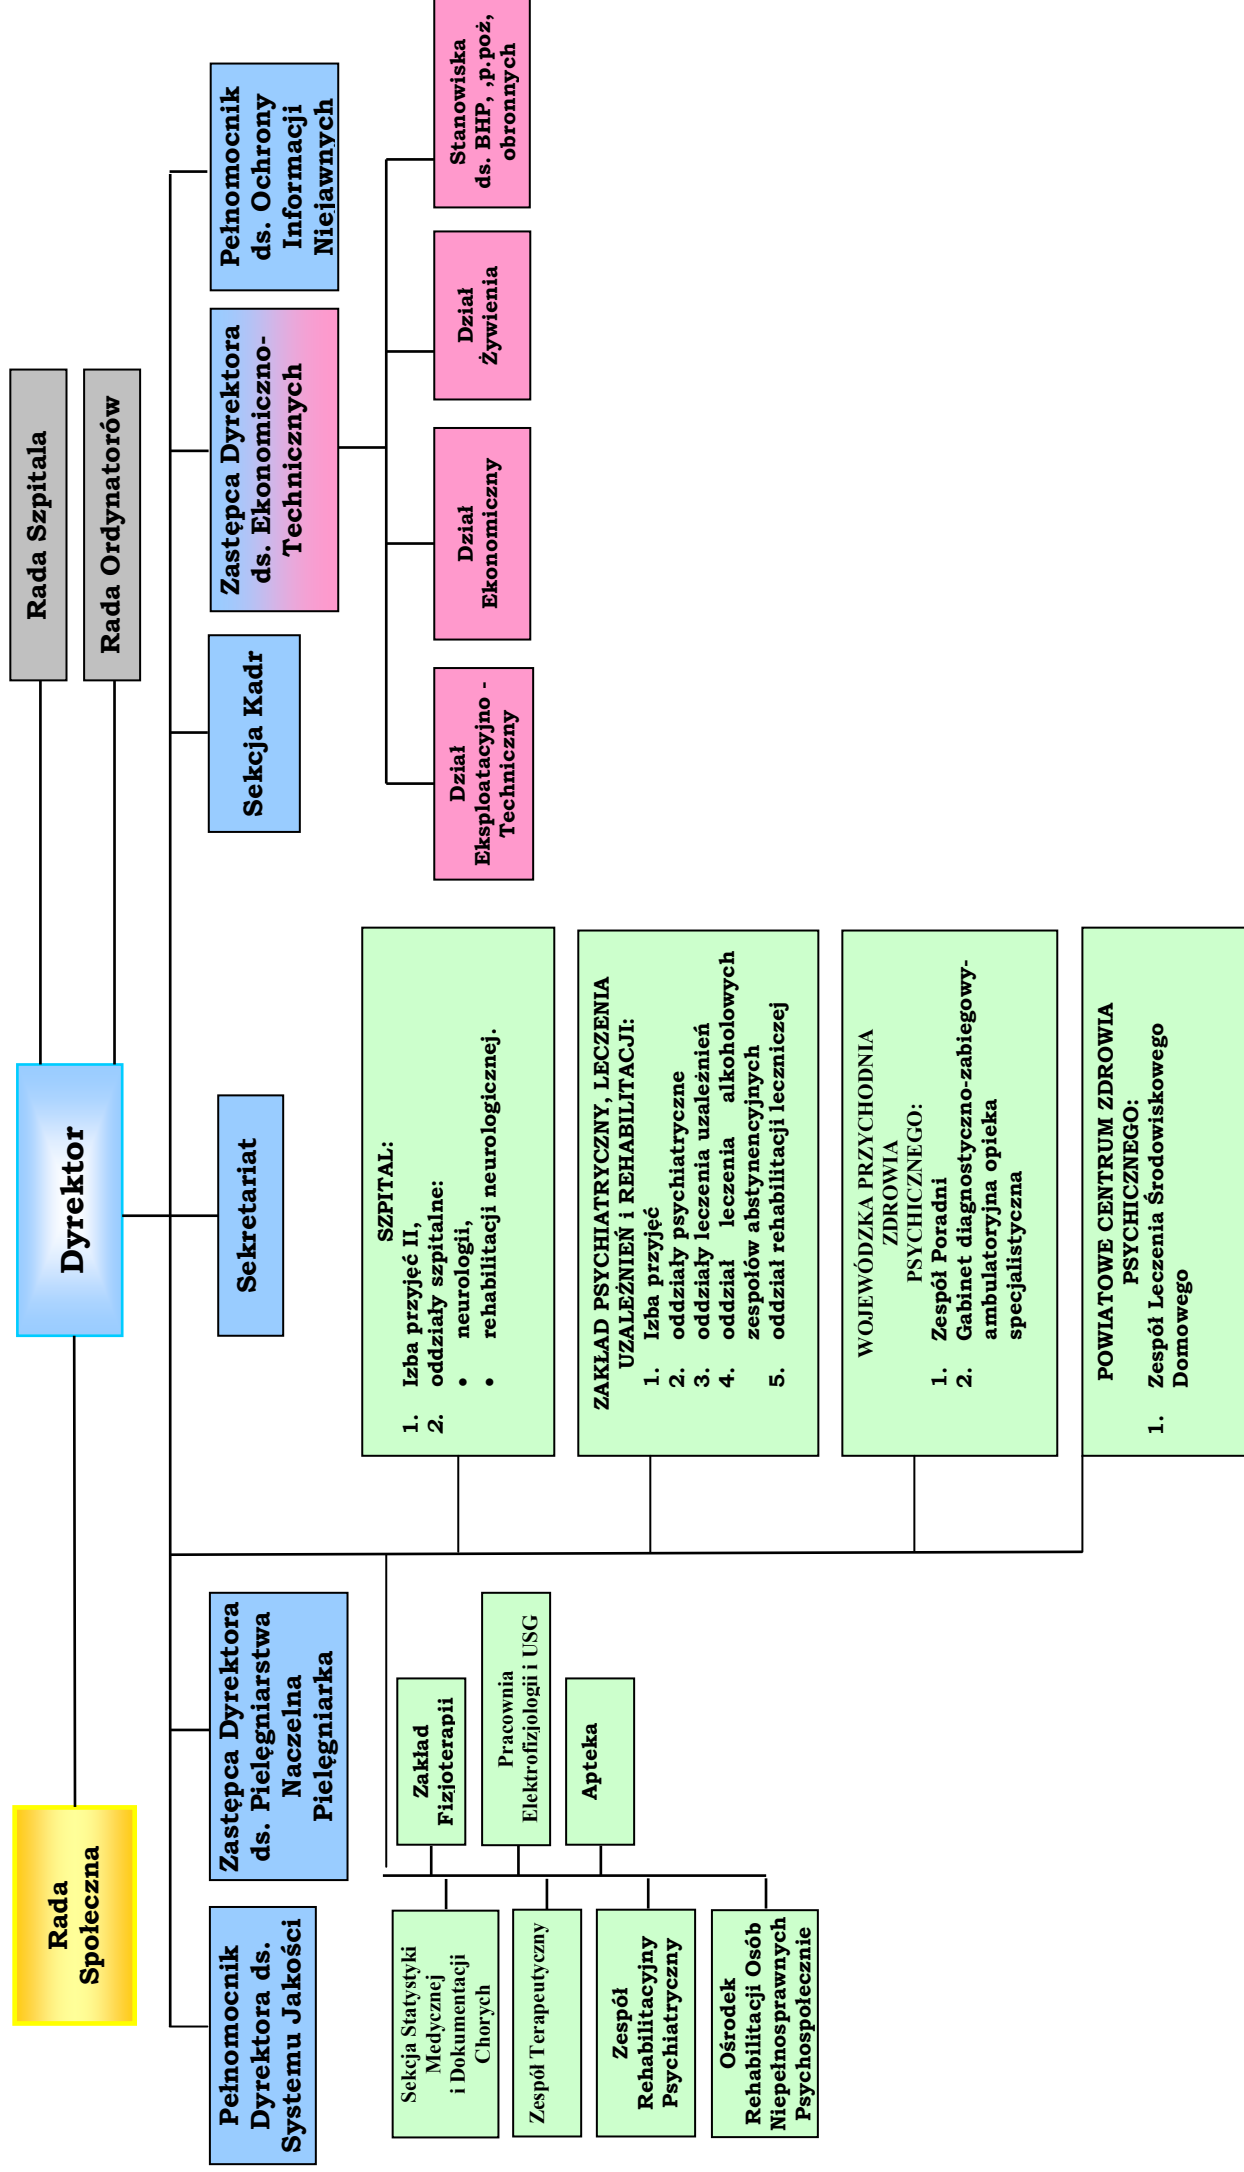 Rada Szpitala
Rada Ordynatorów
Rada
Społeczna
Dyrektor
Pełnomocnik
Dyrektora ds.
Systemu Jakości
Zastępca Dyrektora
ds. Pielęgniarstwa
Naczelna
Pielęgniarka
Sekretariat
Sekcja Kadr
Zastępca Dyrektora
ds. Ekonomiczno-
Technicznych
Pełnomocnik
ds. Ochrony
Informacji
Niejawnych
Zakład
Fizjoterapii
Pracownia
Elektrofizjologii i USG
Apteka
Sekcja Statystyki
Medycznej
i Dokumentacji
Chorych
Zespół Terapeutyczny
Zespół
Rehabilitacyjny
Psychiatryczny
Ośrodek
Rehabilitacji Osób
Niepełnosprawnych
Psychospołecznie
SZPITAL:
1. Izba przyjęć II,
2. oddziały szpitalne:
• neurologii,
• rehabilitacji neurologicznej.
ZAKŁAD PSYCHIATRYCZNY, LECZENIA
UZALEŻNIEŃ i REHABILITACJI:
1. Izba przyjęć
2. oddziały psychiatryczne
3. oddziały leczenia uzależnień
4. oddział leczenia alkoholowych
zespołów abstynencyjnych
5. oddział rehabilitacji leczniczej
WOJEWÓDZKA PRZYCHODNIA
ZDROWIA
PSYCHICZNEGO:
1. Zespół Poradni
2. Gabinet diagnostyczno-zabiegowy-
ambulatoryjna opieka
specjalistyczna
POWIATOWE CENTRUM ZDROWIA
PSYCHICZNEGO:
1. Zespół Leczenia Środowiskowego
Domowego
Dział
Eksploatacyjno -
Techniczny
Dział
Ekonomiczny
Dział
Żywienia
Stanowiska
ds. BHP, ,p.poż,
obronnych